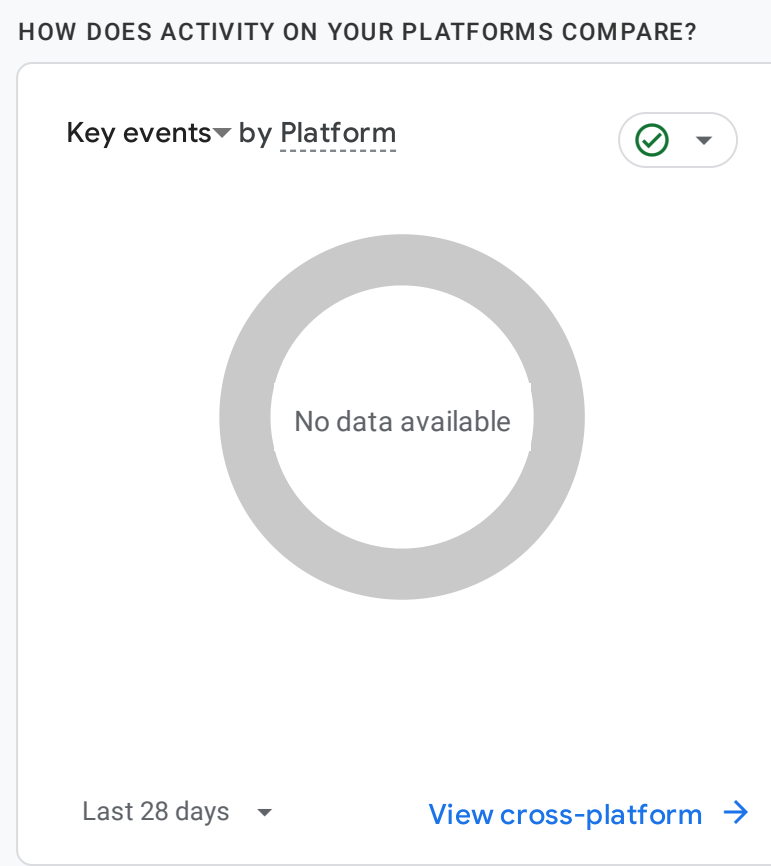 HOW DOES ACTIVITY ON YOUR PLATFORMS COMPARE?
Key events by Platform
No data available
Last 28 days
View cross-platform